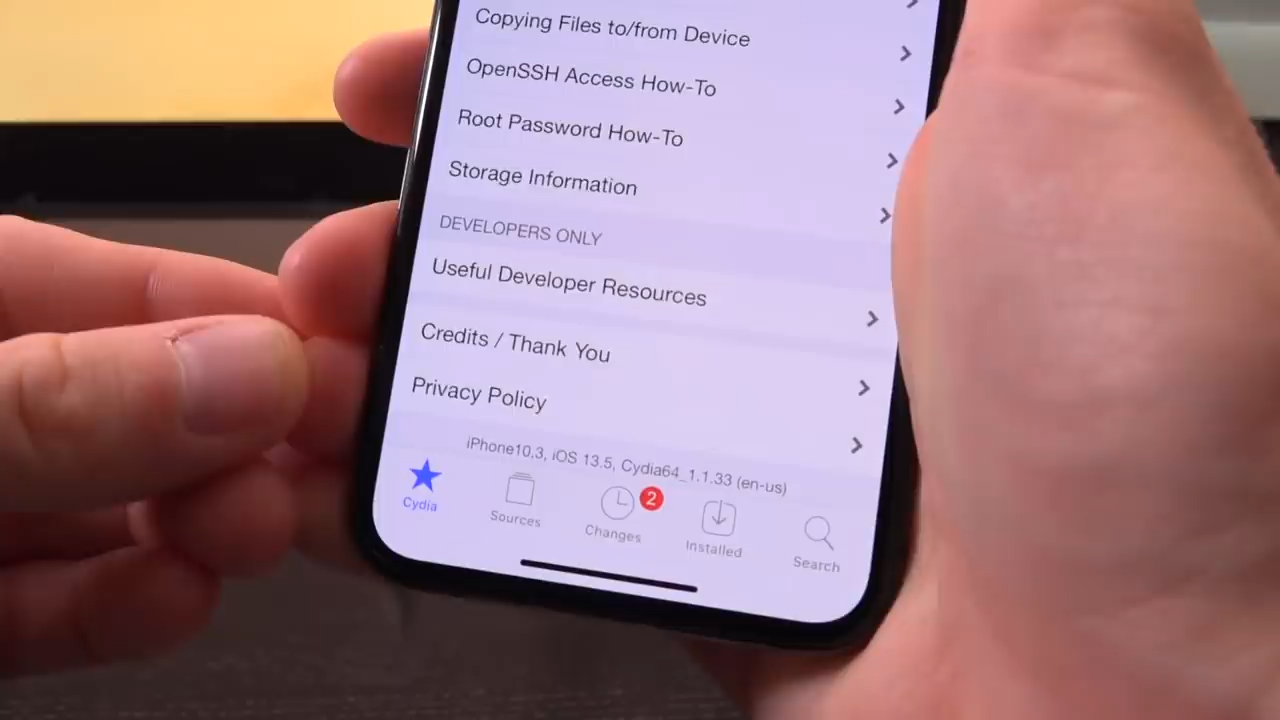 Copying Files to/from Device
OpenSSH Access How-To
Root Password How-To
Storage Information
DEVELOPERS ONLY
Useful Developer Resources
Credits / Thank You
Privacy Policy
iPhone10,3, iOS 13.5, Cydia64_1.1.33 (en-us)
2
Cydia
Sources
Changes
Installed
Search